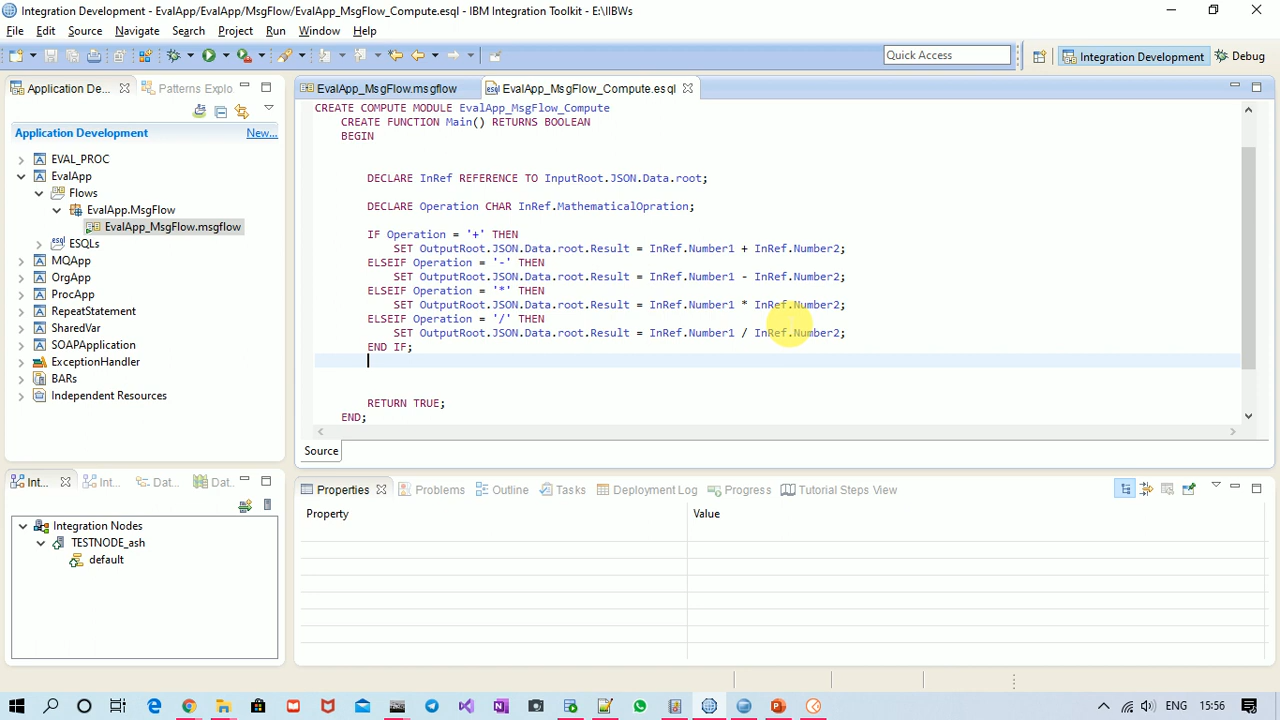 Integration Development - EvalApp/EvalApp/MsgFlow/EvalApp_MsgFlow_Compute.esql - IBM Integration Toolkit - E:\IIBWs
File Edit Source Navigate Search Project Run Window Help
Quick Access
Integration Development
Debug
Application De...
Patterns Explo
Application Development
New...
EVAL_PROC
EvalApp
Flows
EvalApp.MsgFlow
EvalApp_MsgFlow.msgflow
ESQLs
MQApp
OrgApp
ProcApp
RepeatStatement
SharedVar
SOAPApplication
ExceptionHandler
BARs
Independent Resources
EvalApp_MsgFlow.msgflow
EvalApp_MsgFlow_Compute.esql
CREATE COMPUTE MODULE EvalApp_MsgFlow_Compute
CREATE FUNCTION Main() RETURNS BOOLEAN
BEGIN
DECLARE InRef REFERENCE TO InputRoot.JSON.Data.root;
DECLARE Operation CHAR InRef.MathematicalOpration;
IF Operation = '+' THEN
SET OutputRoot.JSON.Data.root.Result = InRef.Number1 + InRef.Number2;
ELSEIF Operation = '-' THEN
SET OutputRoot.JSON.Data.root.Result = InRef.Number1 - InRef.Number2;
ELSEIF Operation = '*' THEN
SET OutputRoot.JSON.Data.root.Result = InRef.Number1 * InRef.Number2;
ELSEIF Operation = '/' THEN
SET OutputRoot.JSON.Data.root.Result = InRef.Number1 / InRef.Number2;
END IF;
RETURN TRUE;
END;
Source
Int...
Int...
Dat...
Dat..
Integration Nodes
TESTNODE_ash
default
Properties
Problems
Outline
Tasks
Deployment Log
Progress
Tutorial Steps View
Property
Value
ENG
15:56